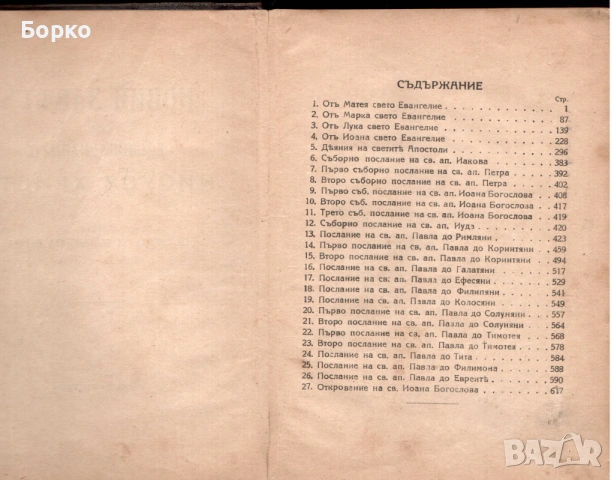 Борко
СЪДЪРЖАНИЕ
Стр.
1. Отъ Матея свето Евангелие . . . 1
2. Отъ Марка свето Евангелие . . . 87
3. Отъ Лука свето Евангелие . . . 139
4. Отъ Иоана свето Евангелие . . . 228
5. Деяния на светитѣ Апостоли . . . 296
6. Съборно послание на св. ап. Иакова . . . 383
7. Първо съборно послание на св. ап. Петра . . . 392
8. Второ съборно послание на св. ап. Петра . . . 402
9. Първо съб. послание на св. ап. Иоана Богослова . . . 408
10. Второ съб. послание на св. ап. Иоана Богослова . . . 417
11. Трето съб. послание на св. ап. Иоана Богослова . . . 419
12. Съборно послание на св. ап. Иудэ . . . 420
13. Послание на св. ап. Павла до Римляни . . . 423
14. Първо послание на св. ап. Павла до Коринтяни . . . 459
15. Второ послание на св. ап. Павла до Коринтяни . . . 494
16. Послание на св. ап. Павла до Галатяни . . . 517
17. Послание на св. ап. Павла до Ефесяни . . . 529
18. Послание на св. ап. Павла до Филипяни . . . 541
19. Послание на св. ап. Павла до Колосяни . . . 549
20. Първо послание на св. ап. Павла до Солуняни . . . 557
21. Второ послание на св. ап. Павла до Солуняни . . . 564
22. Първо послание на св. ап. Павла до Тимотея . . . 568
23. Второ послание на св. ап. Павла до Тимотея . . . 578
24. Послание на св. ап. Павла до Тита . . . 584
25. Послание на св. ап. Павла до Филимона . . . 588
26. Послание на св. ап. Павла до Евреитѣ . . . 590
27. Откровение на св. Иоана Богослова . . . 617
BAZAR